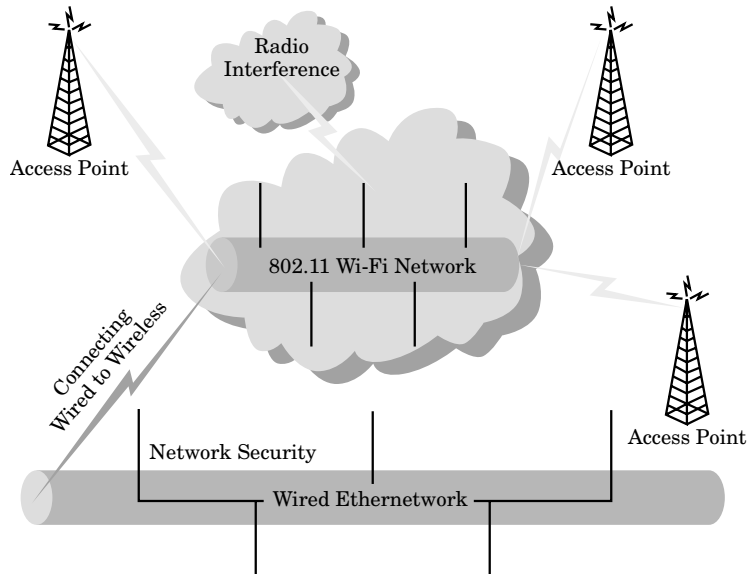 Radio
Interference
Access Point
Access Point
802.11 Wi-Fi Network
Connecting
Wired to Wireless
Access Point
Network Security
Wired Ethernetwork